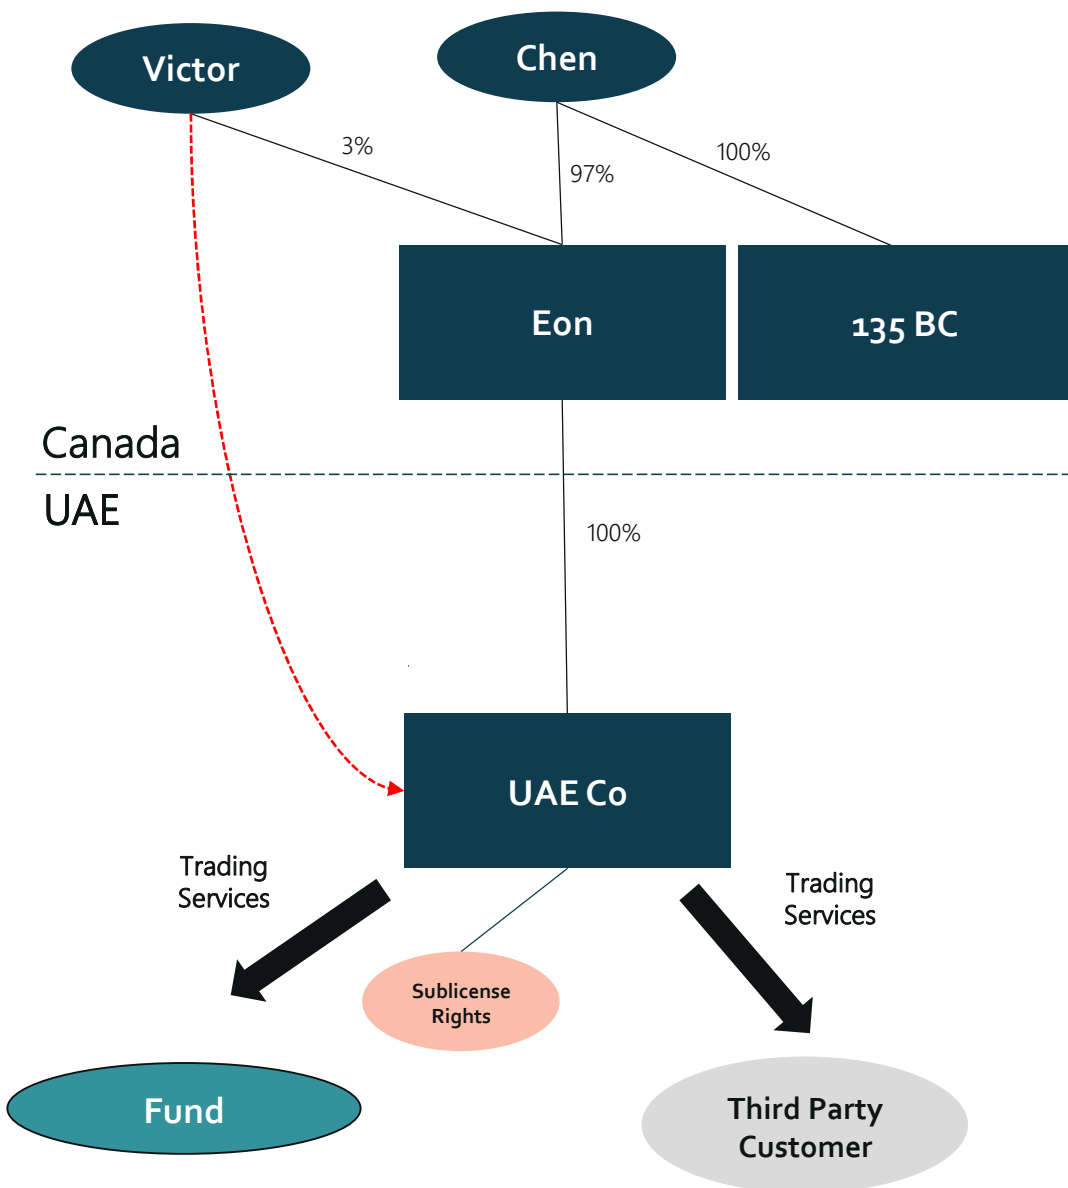 Victor
Chen
3%
97%
100%
Eon
135 BC
Canada
UAE
100%
UAE Co
Trading
Services
Trading
Services
Sublicense
Rights
Fund
Third Party
Customer